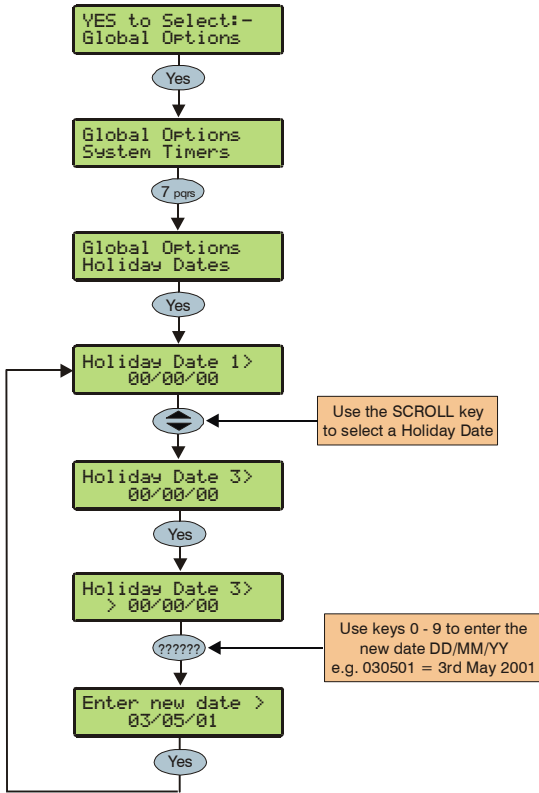 YES to Select:-
Global Options
Yes
Global Options
System Timers
7 pqrs
Global Options
Holiday Dates
Yes
Holiday Date 1>
00/00/00
Use the SCROLL key
to select a Holiday Date
Holiday Date 3>
00/00/00
Yes
Holiday Date 3>
> 00/00/00
Use keys 0 - 9 to enter the
new date DD/MM/YY
e.g. 030501 = 3rd May 2001
??????
Enter new date >
03/05/01
Yes